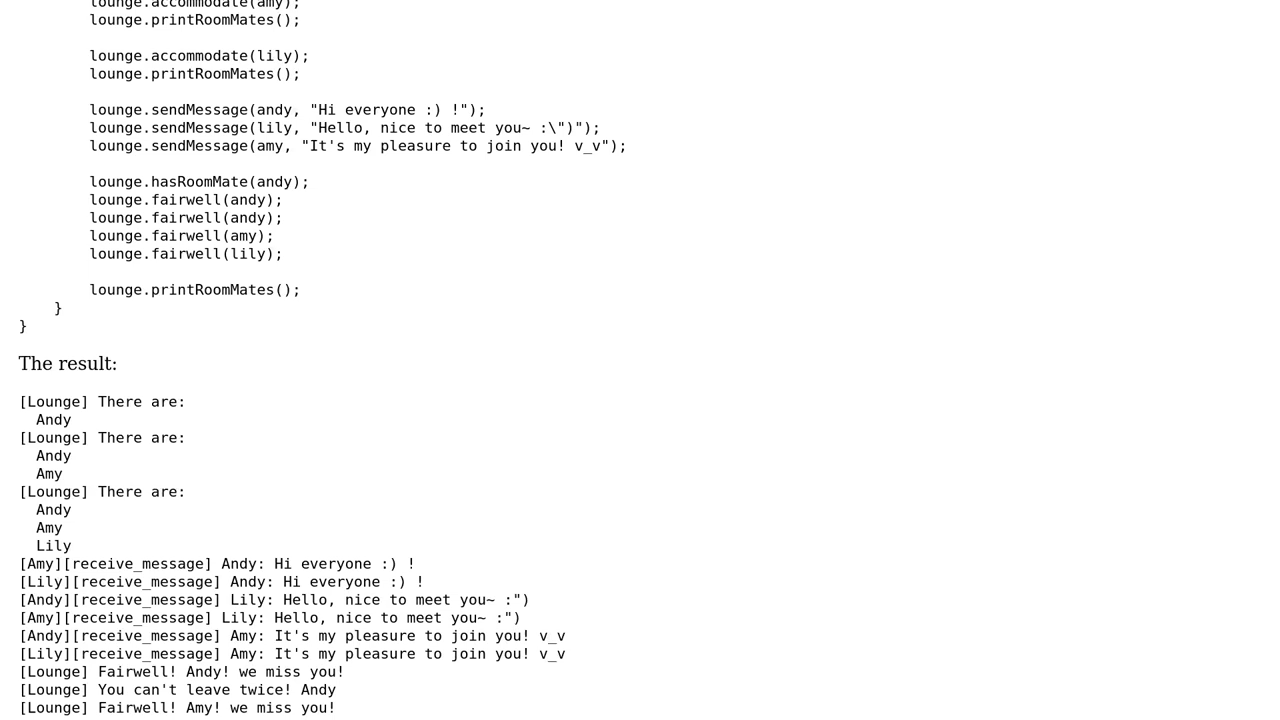 lounge.accommodate(amy);
        lounge.printRoomMates();

        lounge.accommodate(lily);
        lounge.printRoomMates();

        lounge.sendMessage(andy, "Hi everyone :) !");
        lounge.sendMessage(lily, "Hello, nice to meet you~ :\")");
        lounge.sendMessage(amy, "It's my pleasure to join you! v_v");

        lounge.hasRoomMate(andy);
        lounge.fairwell(andy);
        lounge.fairwell(andy);
        lounge.fairwell(amy);
        lounge.fairwell(lily);

        lounge.printRoomMates();
    }
}
The result:
[Lounge] There are:
  Andy
[Lounge] There are:
  Andy
  Amy
[Lounge] There are:
  Andy
  Amy
  Lily
[Amy][receive_message] Andy: Hi everyone :) !
[Lily][receive_message] Andy: Hi everyone :) !
[Andy][receive_message] Lily: Hello, nice to meet you~ :")
[Amy][receive_message] Lily: Hello, nice to meet you~ :")
[Andy][receive_message] Amy: It's my pleasure to join you! v_v
[Lily][receive_message] Amy: It's my pleasure to join you! v_v
[Lounge] Fairwell! Andy! we miss you!
[Lounge] You can't leave twice! Andy
[Lounge] Fairwell! Amy! we miss you!